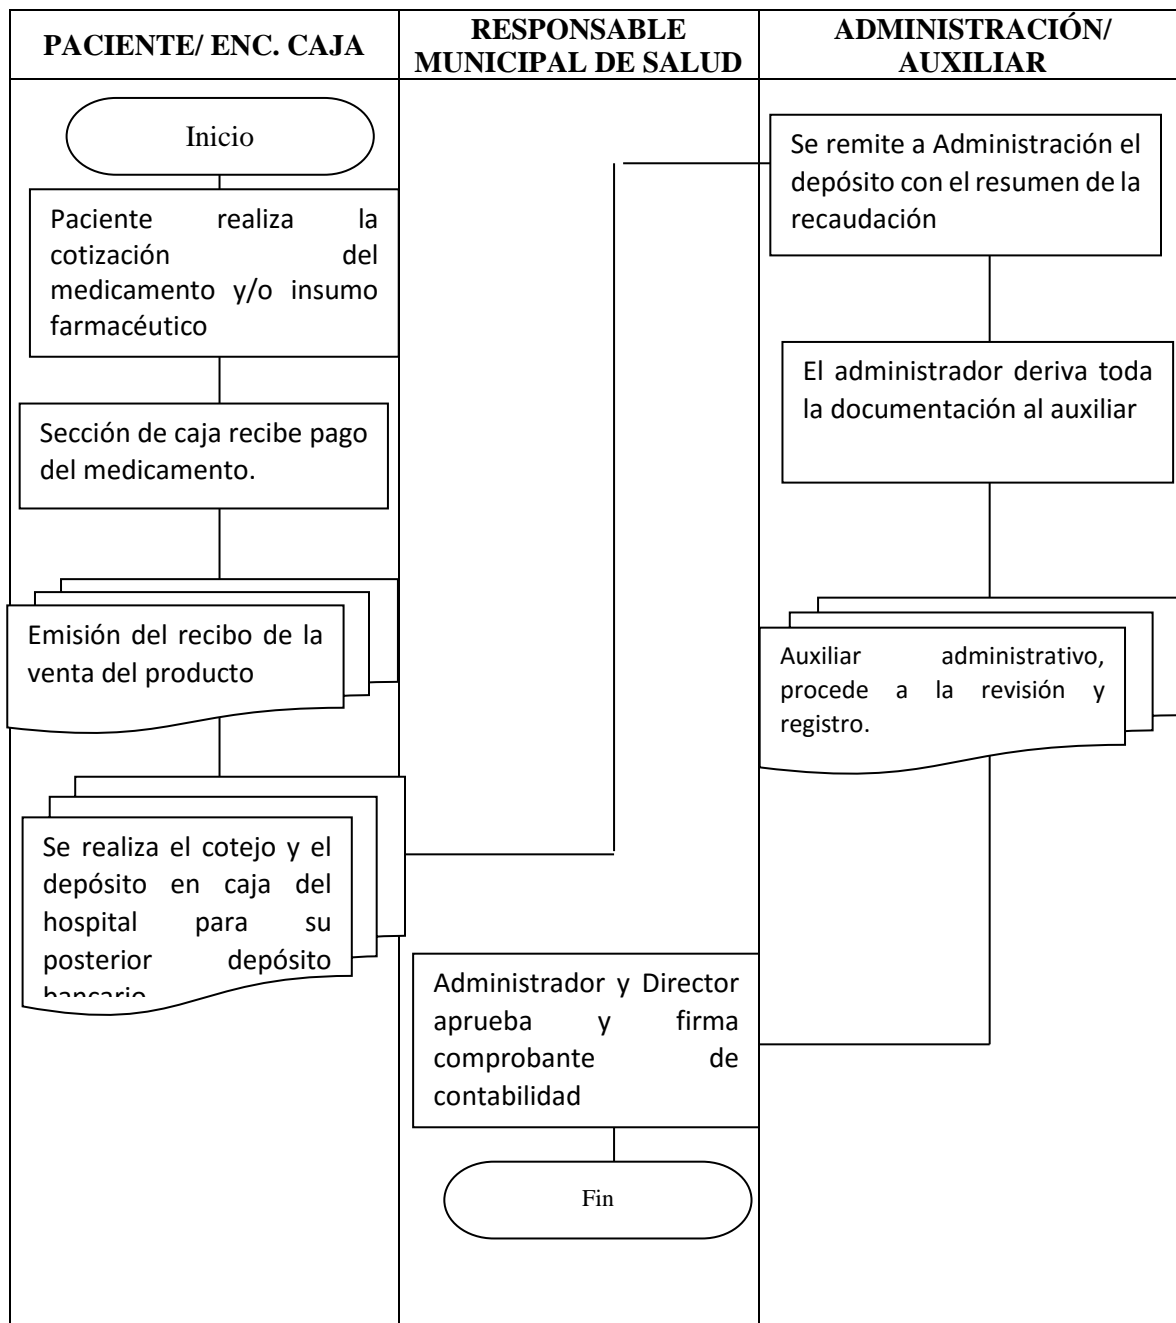 PACIENTE/ ENC. CAJA
RESPONSABLE
MUNICIPAL DE SALUD
ADMINISTRACIÓN/
AUXILIAR
Inicio
Paciente realiza la
cotización del
medicamento y/o insumo
farmacéutico
Sección de caja recibe pago
del medicamento.
Emisión del recibo de la
venta del producto
Se realiza el cotejo y el
depósito en caja del
hospital para su
posterior depósito
bancario
Se remite a Administración el
depósito con el resumen de la
recaudación
El administrador deriva toda
la documentación al auxiliar
Auxiliar administrativo,
procede a la revisión y
registro.
Administrador y Director
aprueba y firma
comprobante de
contabilidad
Fin